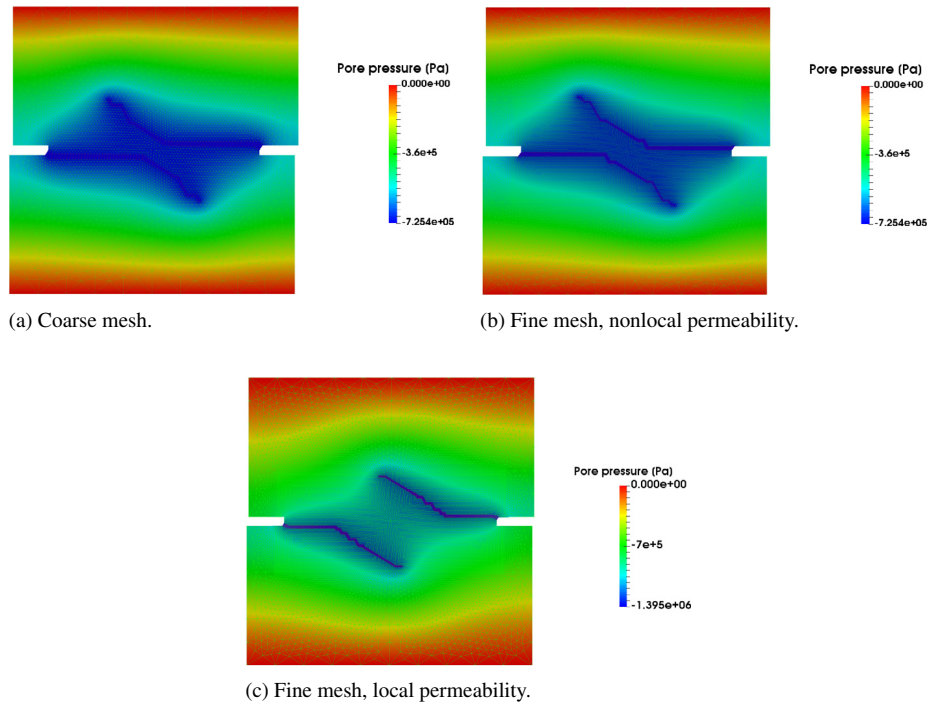 Pore pressure (Pa)
0.000e+00
-3.6e+5
-7.254e+05
Pore pressure (Pa)
0.000e+00
-3.6e+5
-7.254e+05
(a) Coarse mesh.
(b) Fine mesh, nonlocal permeability.
Pore pressure (Pa)
0.000e+00
-7e+5
-1.395e+06
(c) Fine mesh, local permeability.